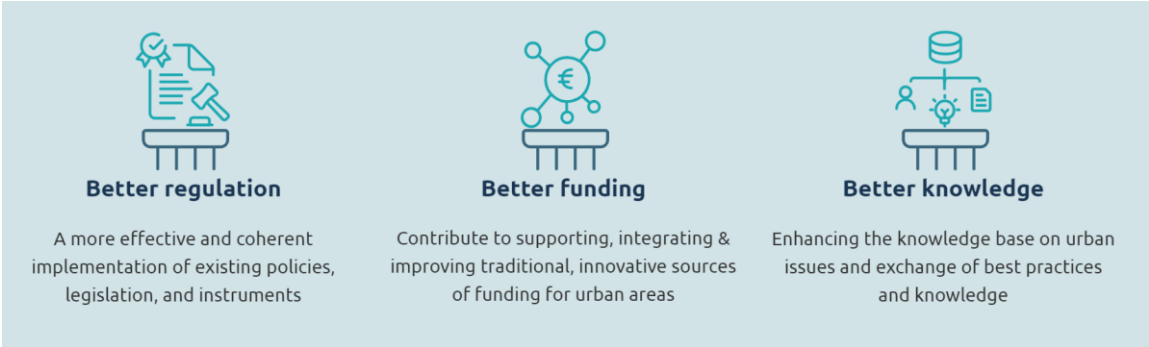 Better regulation
A more effective and coherent
implementation of existing policies,
legislation, and instruments
€
Better funding
Contribute to supporting, integrating &
improving traditional, innovative sources
of funding for urban areas
Better knowledge
Enhancing the knowledge base on urban
issues and exchange of best practices
and knowledge